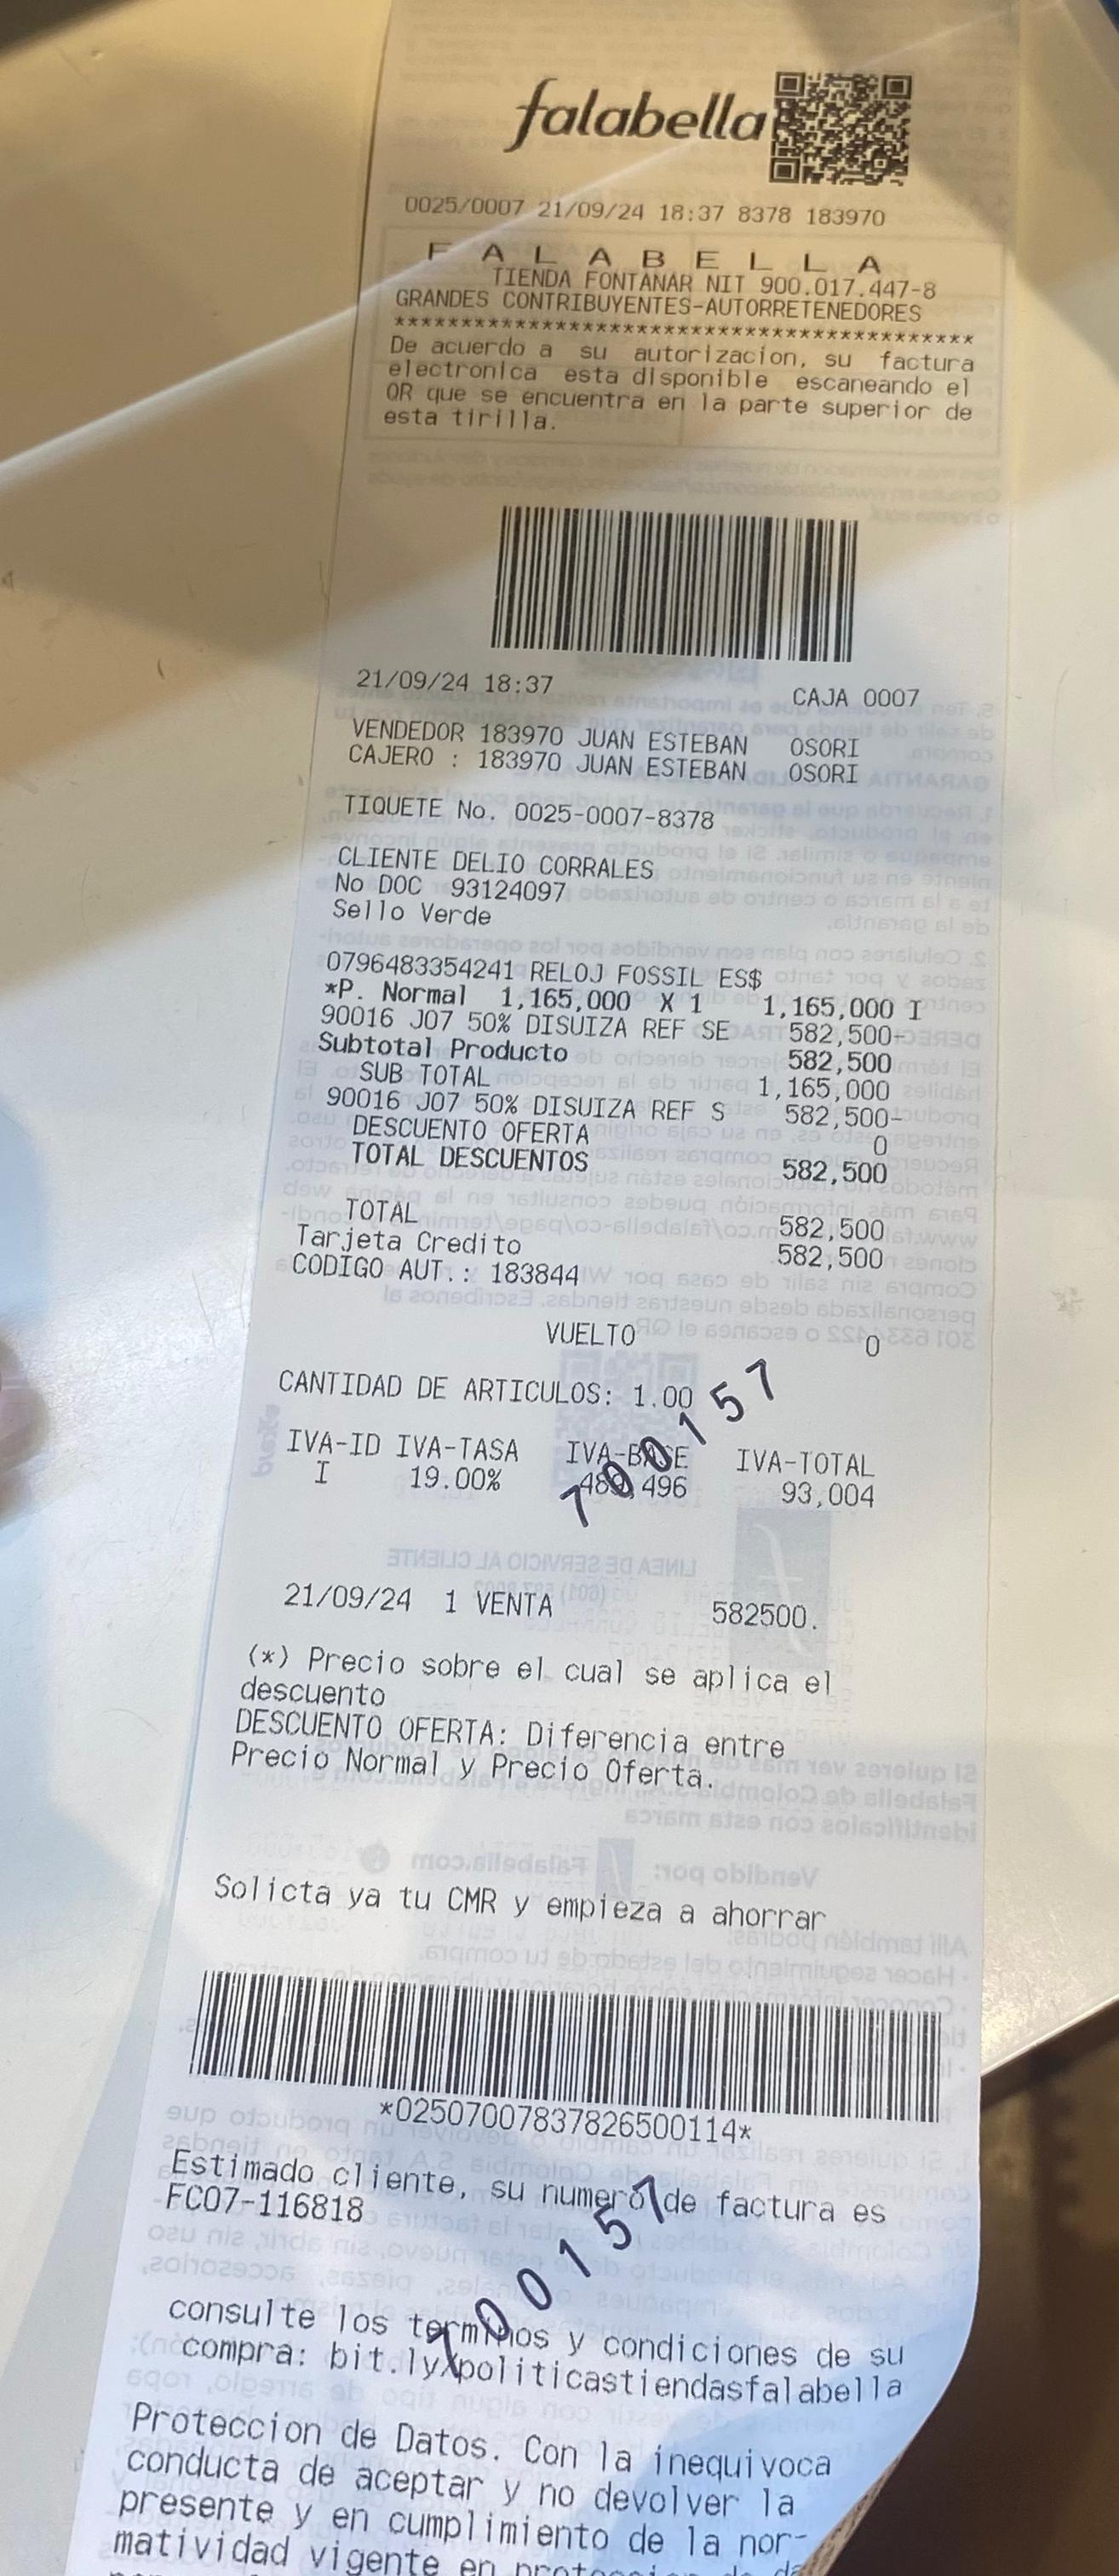 falabella
0025/0007 21/09/24 18:37 8378 183970
F A L A B E L L A
TIENDA FONTANAR NIT 900.017.447-8
GRANDES CONTRIBUYENTES-AUTORRETENEDORES
*******************************************
De acuerdo a su autorizacion, su factura
electronica esta disponible escaneando el
QR que se encuentra en la parte superior de
esta tirilla.
21/09/24 18:37 CAJA 0007
VENDEDOR 183970 JUAN ESTEBAN OSORI
CAJERO : 183970 JUAN ESTEBAN OSORI
TIQUETE No. 0025-0007-8378
CLIENTE DELIO CORRALES
No DOC 93124097
Sello Verde
0796483354241 RELOJ FOSSIL ES$
*P. Normal 1,165,000 X 1 1,165,000 I
90016 J07 50% DISUIZA REF SE 582,500-
Subtotal Producto 582,500
SUB TOTAL 1,165,000
90016 J07 50% DISUIZA REF S 582,500-
DESCUENTO OFERTA 0
TOTAL DESCUENTOS 582,500
TOTAL 582,500
Tarjeta Credito 582,500
CODIGO AUT.: 183844
VUELTO 0
CANTIDAD DE ARTICULOS: 1.00
700157
IVA-ID IVA-TASA IVA-BASE IVA-TOTAL
I 19.00% 489,496 93,004
21/09/24 1 VENTA 582500.
(*) Precio sobre el cual se aplica el
descuento
DESCUENTO OFERTA: Diferencia entre
Precio Normal y Precio Oferta.
Solicta ya tu CMR y empieza a ahorrar
*02507007837826500114*
Estimado cliente, su numero de factura es
FC07-116818
700157
consulte los terminos y condiciones de su
compra: bit.ly/politicastiendasfalabella
Proteccion de Datos. Con la inequivoca
conducta de aceptar y no devolver la
presente y en cumplimiento de la nor-
matividad vigente en